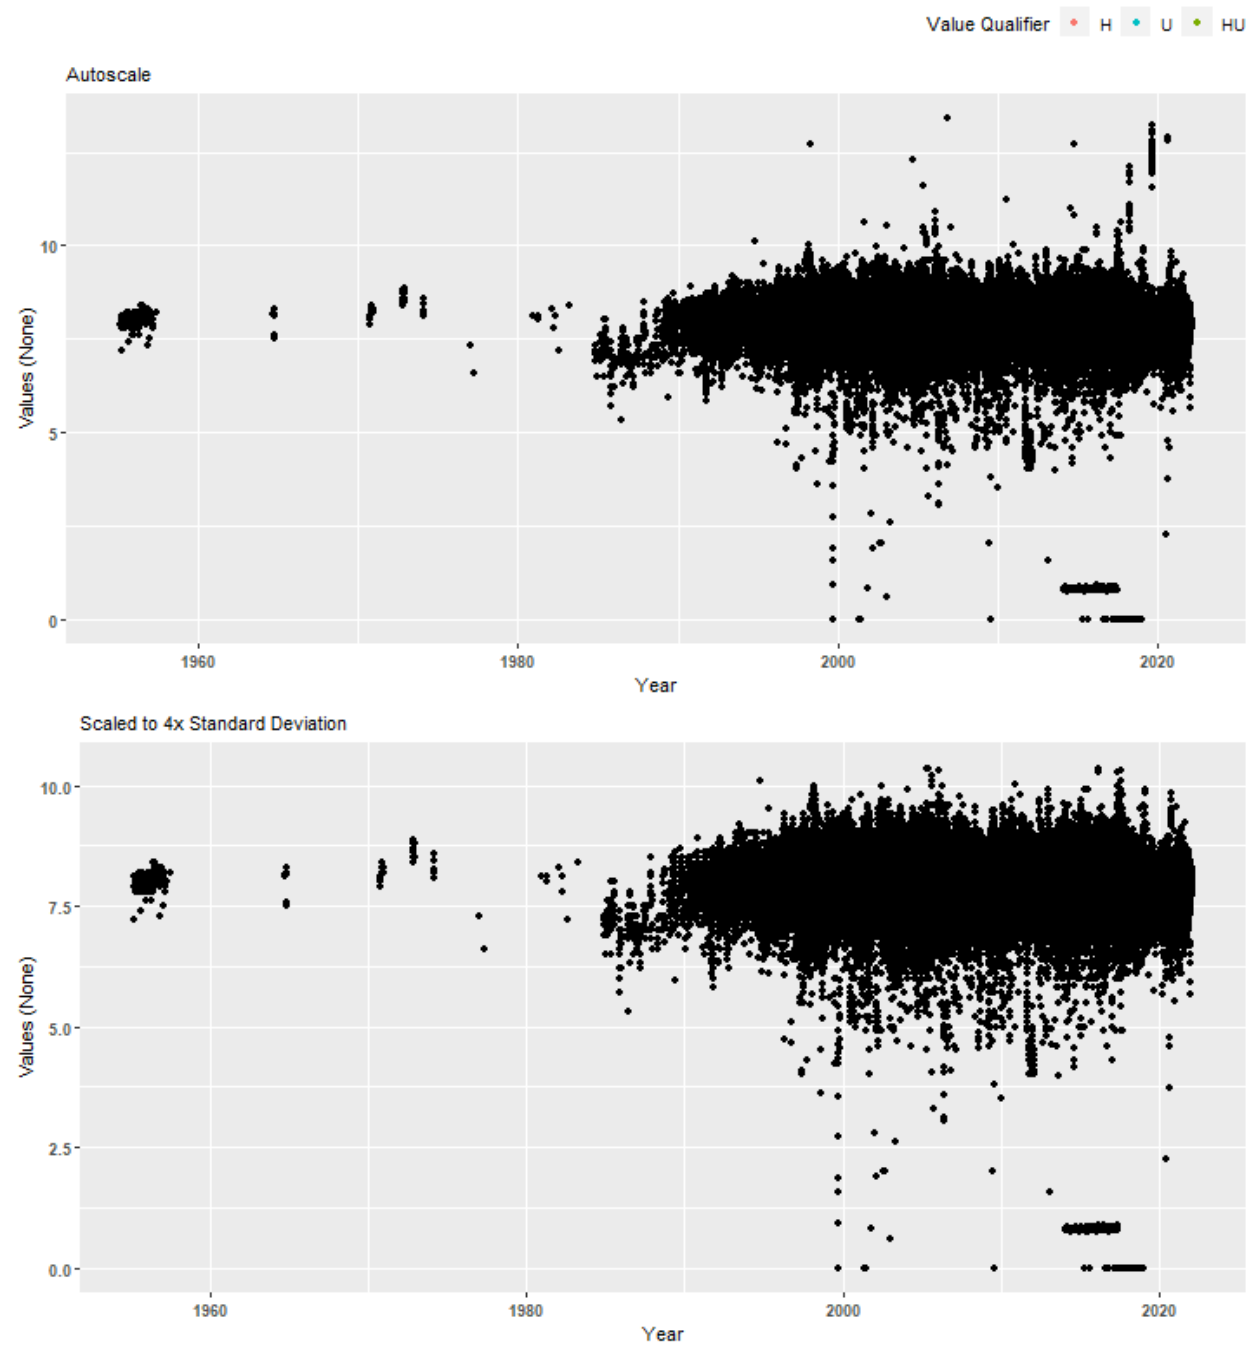 Value Qualifier H U HU
Autoscale
Values (None)
10
5
0
1960 1980 2000 2020
Year
Scaled to 4x Standard Deviation
Values (None)
10.0
7.5
5.0
2.5
0.0
1960 1980 2000 2020
Year